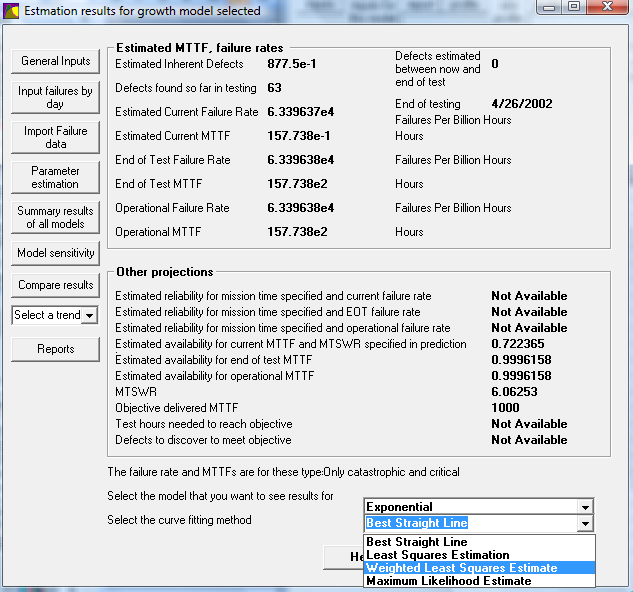 Estmation results for growth model selected
General Inputs
Input failures by
day
Import Failure
data
Parameter
estimation
Summary results
of all models
Model sensitivity
Compare results
Select a trend
Reports
Estimated MTTF, failure rates
Estimated Inherent Defects 877.5e-1
Defects estimated
between now and 0
end of test
Defects found so far in testing 63
End of testing 4/26/2002
Estimated Current Failure Rate 6.339637e4 Failures Per Billion Hours
Estimated Current MTTF 157.738e-1 Hours
End of Test Failure Rate 6.339638e4 Failures Per Billion Hours
End of Test MTTF 157.738e2 Hours
Operational Failure Rate 6.339638e4 Failures Per Billion Hours
Operational MTTF 157.738e2 Hours
Other projections
Estimated reliability for mission time specified and current failure rate Not Available
Estimated reliability for mission time specified and EOT failure rate Not Available
Estimated reliability for mission time specified and operational failure rate Not Available
Estimated availability for current MTTF and MTSWR specified in prediction 0.722365
Estimated availability for end of test MTTF 0.9996158
Estimated availability for operational MTTF 0.9996158
MTSWR 6.06253
Objective delivered MTTF 1000
Test hours needed to reach objective Not Available
Defects to discover to meet objective Not Available
The failure rate and MTTFs are for these type:Only catastrophic and critical
Select the model that you want to see results for Exponential
Select the curve fitting method Best Straight Line
Best Straight Line
Least Squares Estimation
Weighted Least Squares Estimate
Maximum Likelihood Estimate